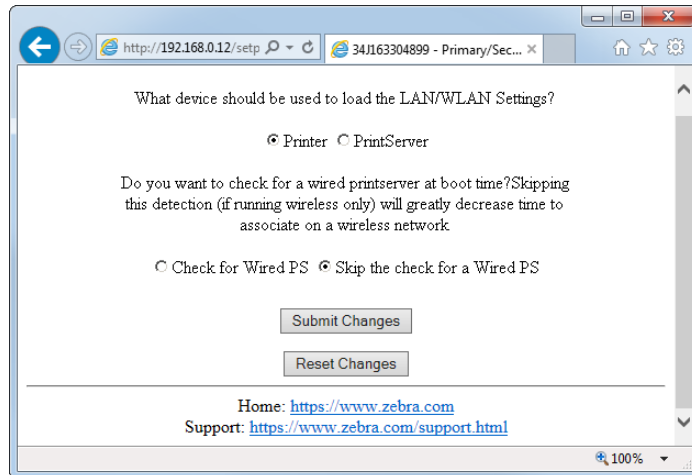 http://192.168.0.12/setp
34J163304899 - Primary/Sec...
What device should be used to load the LAN/WLAN Settings?
Printer PrintServer
Do you want to check for a wired printserver at boot time?Skipping
this detection (if running wireless only) will greatly decrease time to
associate on a wireless network
Check for Wired PS Skip the check for a Wired PS
Submit Changes
Reset Changes
Home: https://www.zebra.com
Support: https://www.zebra.com/support.html
100%